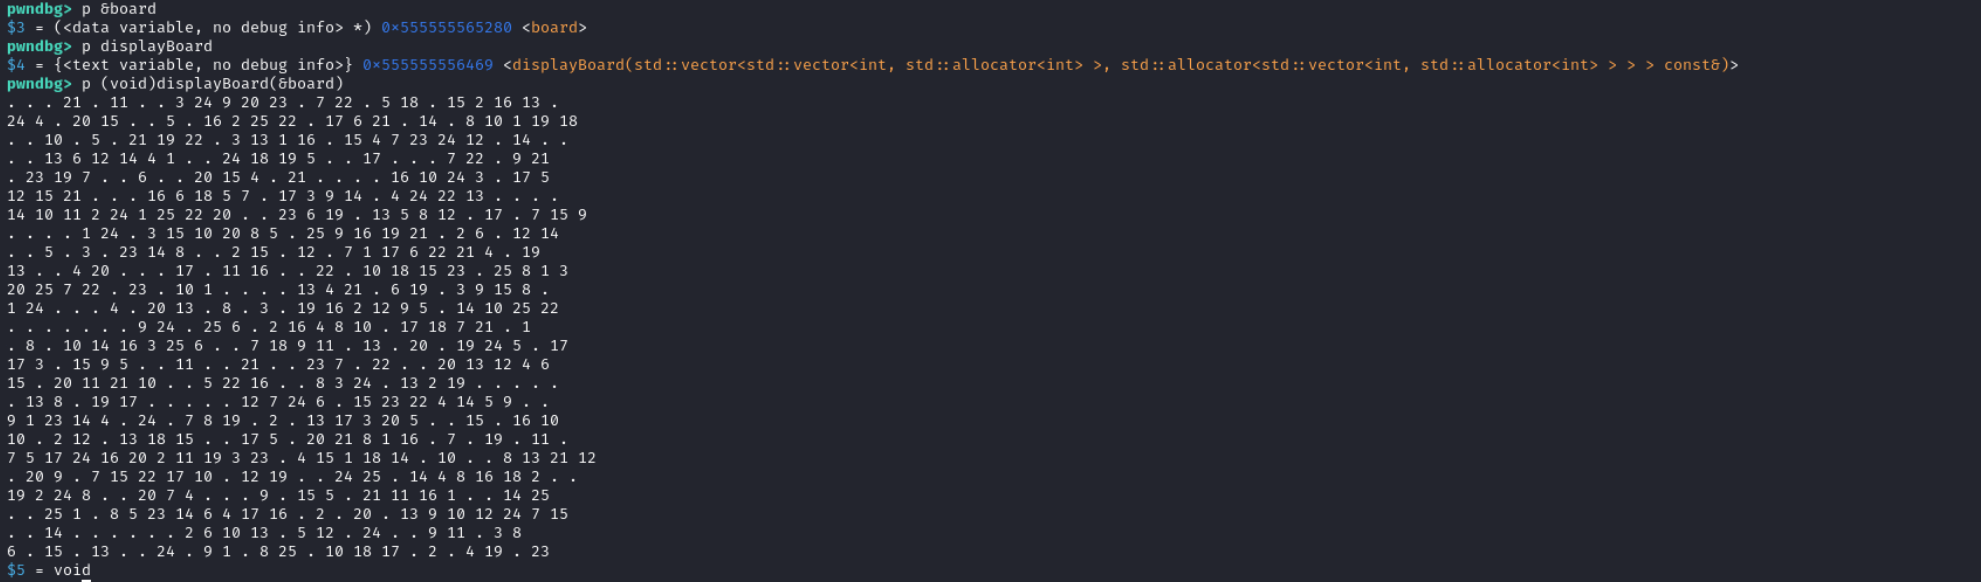 pwndbg> p &board
$3 = (<data variable, no debug info> *) 0×555555565280 <board>
pwndbg> p displayBoard
$4 = {<text variable, no debug info>} 0×555555556469 <displayBoard(std::vector<std::vector<int, std::allocator<int> >, std::allocator<std::vector<int, std::allocator<int> > > > const&)>
pwndbg> p (void)displayBoard(&board)
. . . 21 . 11 . . 3 24 9 20 23 . 7 22 . 5 18 . 15 2 16 13 .
24 4 . 20 15 . . 5 . 16 2 25 22 . 17 6 21 . 14 . 8 10 1 19 18
. . 10 . 5 . 21 19 22 . 3 13 1 16 . 15 4 7 23 24 12 . 14 . .
. . 13 6 12 14 4 1 . . 24 18 19 5 . . 17 . . . 7 22 . 9 21
. 23 19 7 . . 6 . . 20 15 4 . 21 . . . . 16 10 24 3 . 17 5
12 15 21 . . . 16 6 18 5 7 . 17 3 9 14 . 4 24 22 13 . . . .
14 10 11 2 24 1 25 22 20 . . 23 6 19 . 13 5 8 12 . 17 . 7 15 9
. . . . 1 24 . 3 15 10 20 8 5 . 25 9 16 19 21 . 2 6 . 12 14
. . 5 . 3 . 23 14 8 . . 2 15 . 12 . 7 1 17 6 22 21 4 . 19
13 . . 4 20 . . . 17 . 11 16 . . 22 . 10 18 15 23 . 25 8 1 3
20 25 7 22 . 23 . 10 1 . . . . 13 4 21 . 6 19 . 3 9 15 8 .
1 24 . . . 4 . 20 13 . 8 . 3 . 19 16 2 12 9 5 . 14 10 25 22
. . . . . . . 9 24 . 25 6 . 2 16 4 8 10 . 17 18 7 21 . 1
. 8 . 10 14 16 3 25 6 . . 7 18 9 11 . 13 . 20 . 19 24 5 . 17
17 3 . 15 9 5 . . 11 . . 21 . . 23 7 . 22 . . 20 13 12 4 6
15 . 20 11 21 10 . . 5 22 16 . . 8 3 24 . 13 2 19 . . . . .
. 13 8 . 19 17 . . . . . 12 7 24 6 . 15 23 22 4 14 5 9 . .
9 1 23 14 4 . 24 . 7 8 19 . 2 . 13 17 3 20 5 . . 15 . 16 10
10 . 2 12 . 13 18 15 . . 17 5 . 20 21 8 1 16 . 7 . 19 . 11 .
7 5 17 24 16 20 2 11 19 3 23 . 4 15 1 18 14 . 10 . . 8 13 21 12
. 20 9 . 7 15 22 17 10 . 12 19 . . 24 25 . 14 4 8 16 18 2 . .
19 2 24 8 . . 20 7 4 . . . 9 . 15 5 . 21 11 16 1 . . 14 25
. . 25 1 . 8 5 23 14 6 4 17 16 . 2 . 20 . 13 9 10 12 24 7 15
. . 14 . . . . . . 2 6 10 13 . 5 12 . 24 . . 9 11 . 3 8
6 . 15 . 13 . . 24 . 9 1 . 8 25 . 10 18 17 . 2 . 4 19 . 23
$5 = void